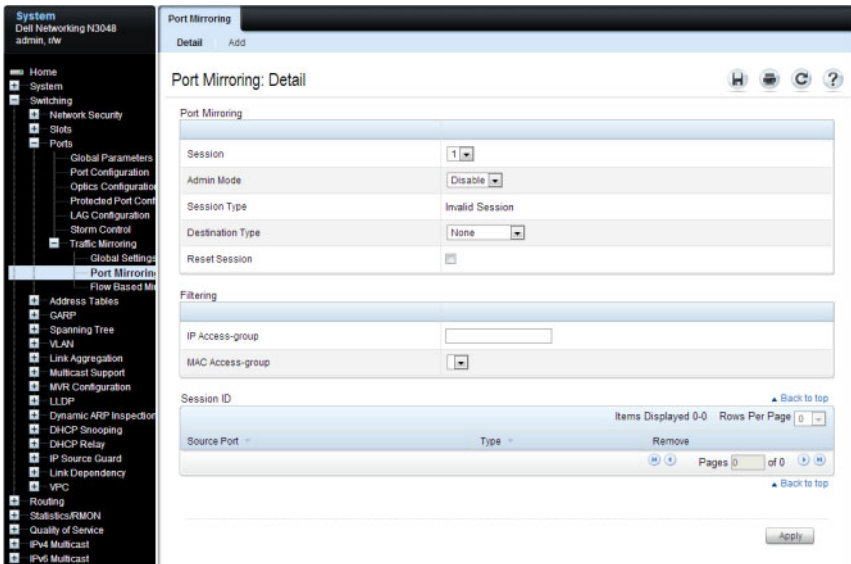 System
Dell Networking N3048
admin, r/w
Home
System
Switching
Network Security
Slots
Ports
Global Parameters
Port Configuration
Optics Configuration
Protected Port Conf
LAG Configuration
Storm Control
Traffic Mirroring
Global Settings
Port Mirroring
Flow Based Mi
Address Tables
GARP
Spanning Tree
VLAN
Link Aggregation
Multicast Support
MVR Configuration
LLDP
Dynamic ARP Inspection
DHCP Snooping
DHCP Relay
IP Source Guard
Link Dependency
VPC
Routing
Statistics/RMON
Quality of Service
IPv4 Multicast
IPv6 Multicast
Port Mirroring
Detail Add
Port Mirroring: Detail
Port Mirroring
Session 1
Admin Mode Disable
Session Type Invalid Session
Destination Type None
Reset Session
Filtering
IP Access-group
MAC Access-group
Session ID Back to top
Items Displayed 0-0 Rows Per Page 0
Source Port Type Remove
Pages 0 of 0
Back to top
Apply